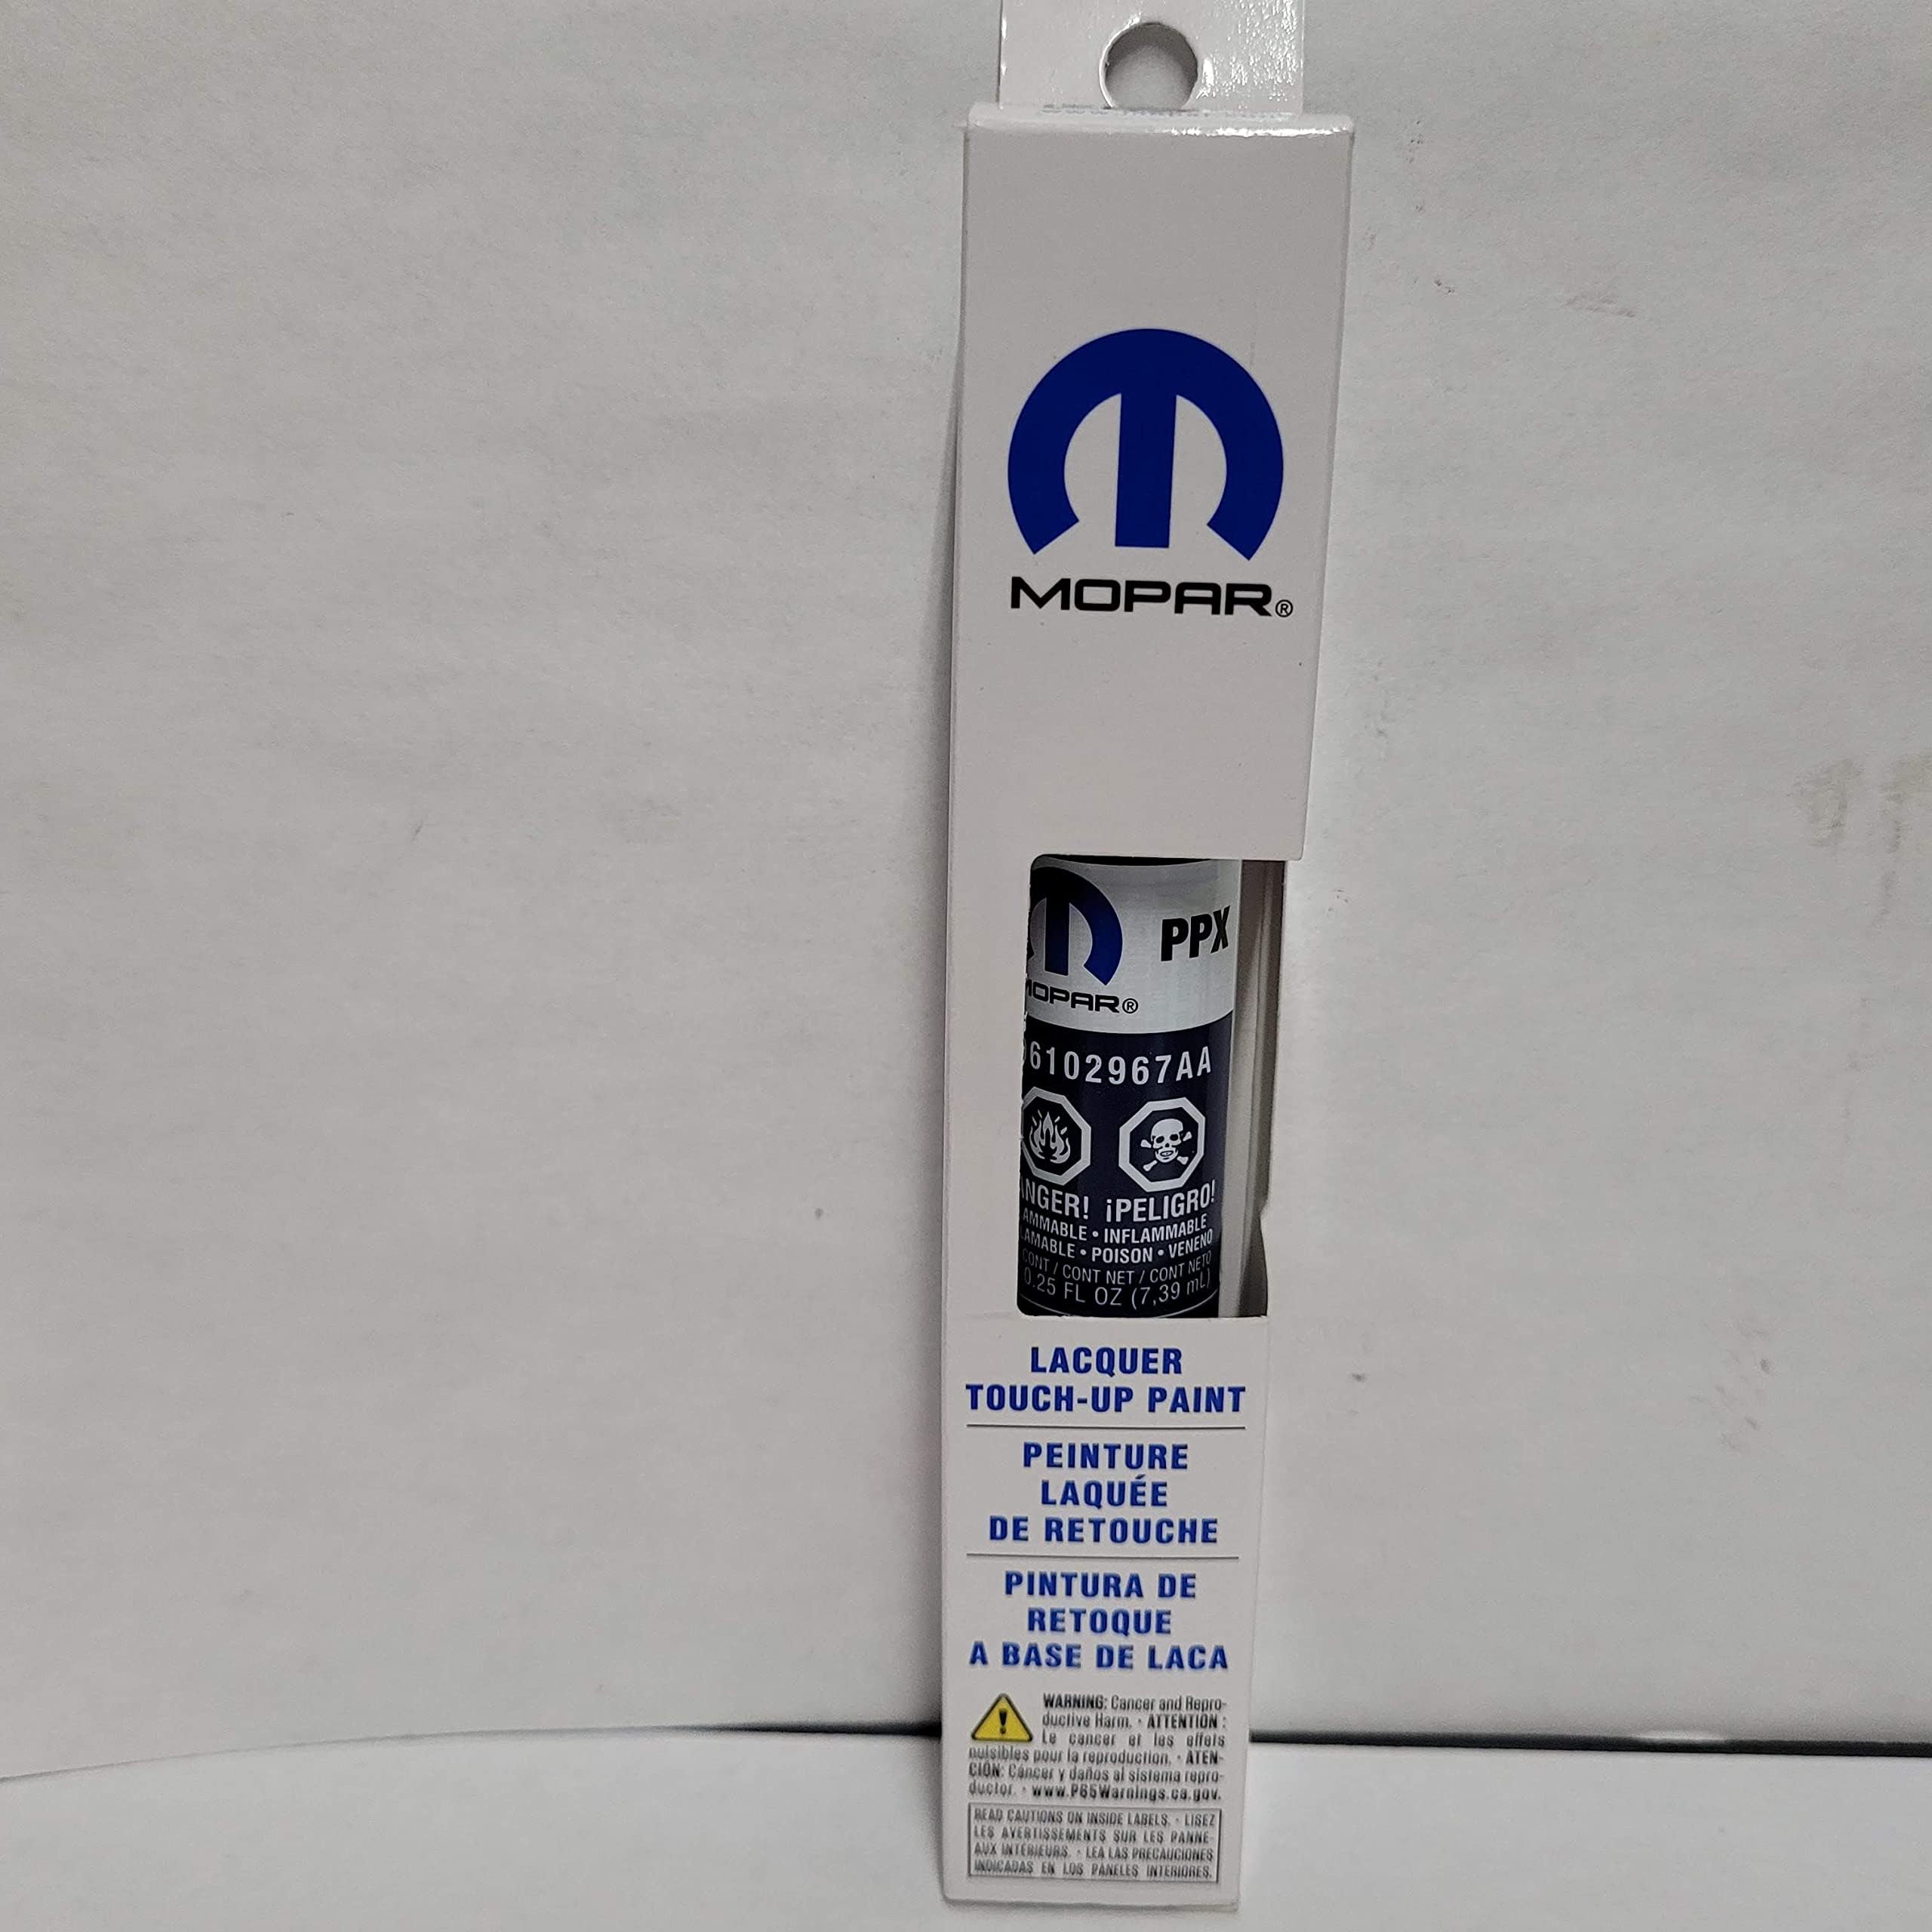 MOPAR®
PPX
MOPAR®
6102967AA
ANGER! ¡PELIGRO!
AMMABLE • INFLAMMABLE
AMABLE • POISON • VENENO
CONT / CONT NET / CONT NETO
0.25 FL OZ (7,39 mL)
LACQUER
TOUCH-UP PAINT
PEINTURE
LAQUÉE
DE RETOUCHE
PINTURA DE
RETOQUE
A BASE DE LACA
WARNING: Cancer and Repro-
ductive Harm. · ATTENTION :
Le cancer et les effets
nuisibles pour la reproduction. · ATEN-
CIÓN: Cáncer y daños al sistema repro-
ductor. · www.P65Warnings.ca.gov.
READ CAUTIONS ON INSIDE LABELS. · LISEZ
LES AVERTISSEMENTS SUR LES PANNE-
AUX INTÉRIEURS. · LEA LAS PRECAUCIONES
INDICADAS EN LOS PANELES INTERIORES.